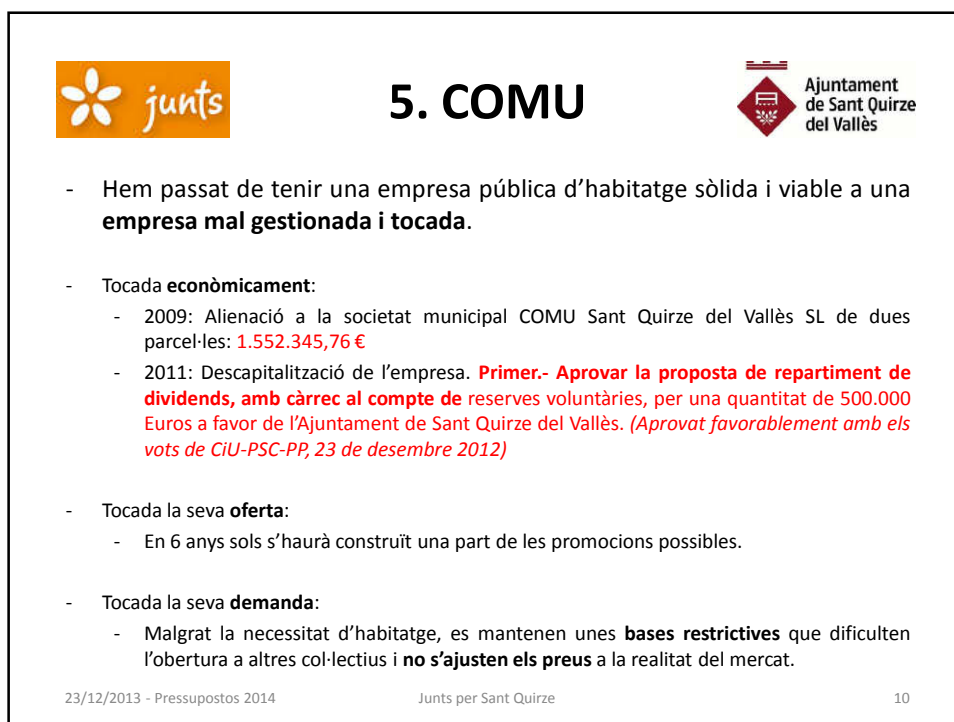 junts
5. COMU
Ajuntament
de Sant Quirze
del Vallès
- Hem passat de tenir una empresa pública d’habitatge sòlida i viable a una
empresa mal gestionada i tocada.
- Tocada econòmicament:
- 2009: Alienació a la societat municipal COMU Sant Quirze del Vallès SL de dues
parcel·les: 1.552.345,76 €
- 2011: Descapitalització de l’empresa. Primer.- Aprovar la proposta de repartiment de
dividends, amb càrrec al compte de reserves voluntàries, per una quantitat de 500.000
Euros a favor de l’Ajuntament de Sant Quirze del Vallès. (Aprovat favorablement amb els
vots de CiU-PSC-PP, 23 de desembre 2012)
- Tocada la seva oferta:
- En 6 anys sols s’haurà construït una part de les promocions possibles.
- Tocada la seva demanda:
- Malgrat la necessitat d’habitatge, es mantenen unes bases restrictives que dificulten
l’obertura a altres col·lectius i no s’ajusten els preus a la realitat del mercat.
23/12/2013 - Pressupostos 2014 Junts per Sant Quirze 10